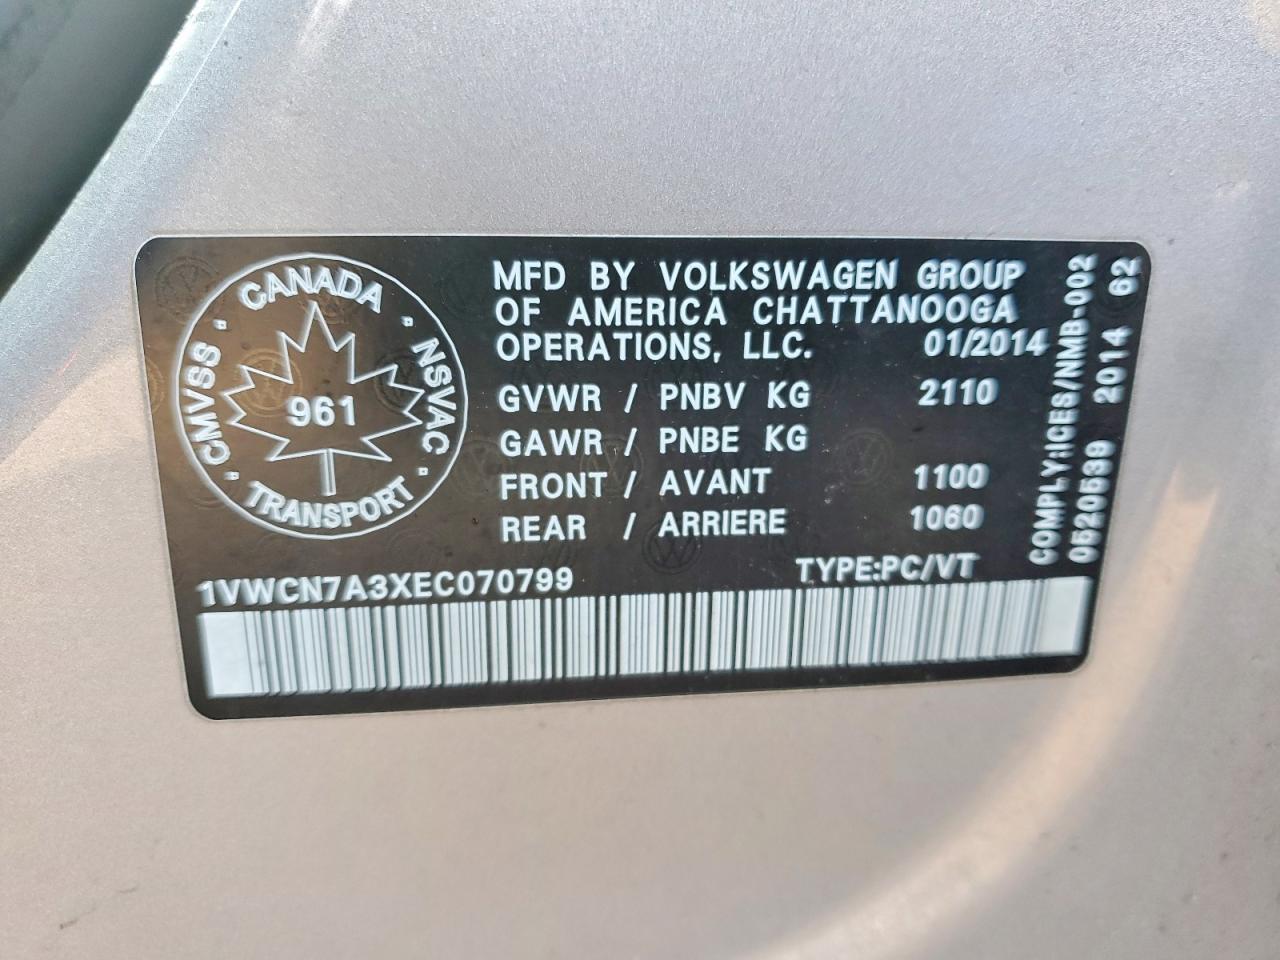 CANADA
CMVSS · NSVAC
961
TRANSPORT
MFD BY VOLKSWAGEN GROUP
OF AMERICA CHATTANOOGA
OPERATIONS, LLC. 01/2014
GVWR / PNBV KG 2110
GAWR / PNBE KG
FRONT / AVANT 1100
REAR / ARRIERE 1060
1VWCN7A3XEC070799 TYPE:PC/VT
COMPLY:ICES/NMB-002
0520539 2014 62